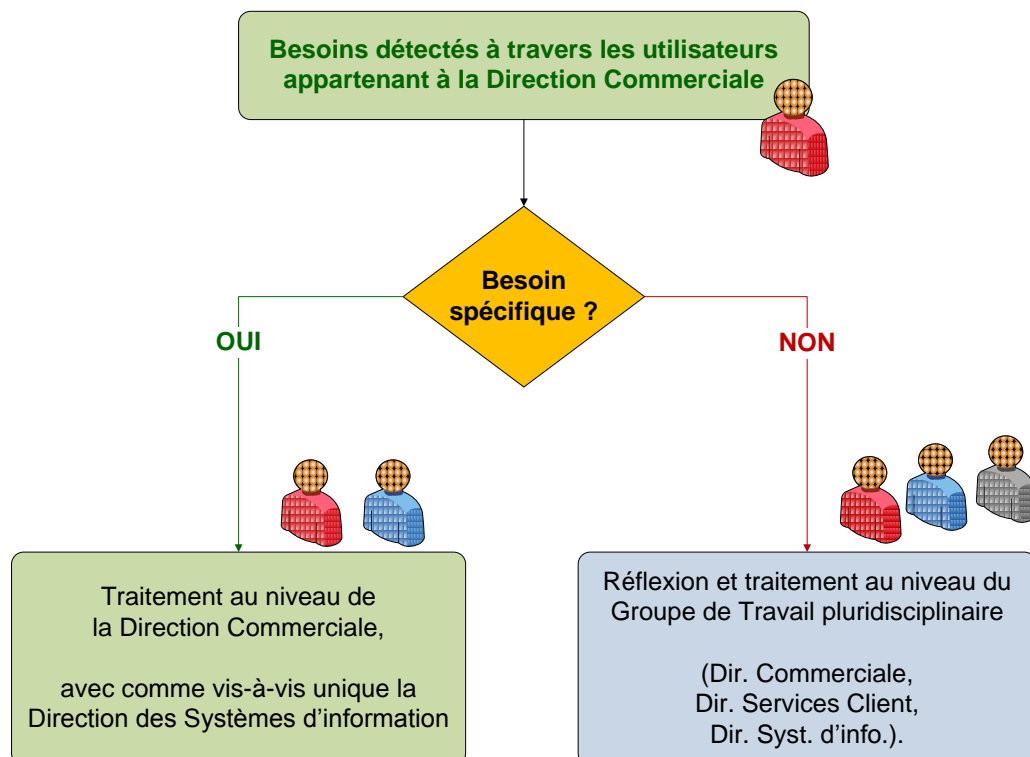 Besoins détectés à travers les utilisateurs
appartenant à la Direction Commerciale
Besoin
spécifique ?
OUI
NON
Traitement au niveau de
la Direction Commerciale,
avec comme vis-à-vis unique la
Direction des Systèmes d'information
Réflexion et traitement au niveau du
Groupe de Travail pluridisciplinaire
(Dir. Commerciale,
Dir. Services Client,
Dir. Syst. d'info.).